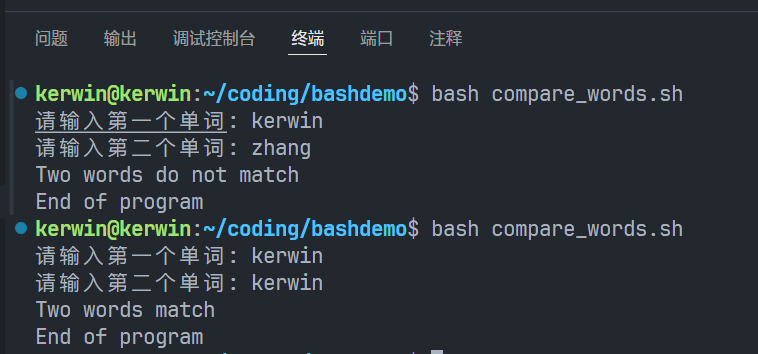 问题 输出 调试控制台 终端 端口 注释
kerwin@kerwin:~/coding/bashdemo$ bash compare_words.sh
请输入第一个单词: kerwin
请输入第二个单词: zhang
Two words do not match
End of program
kerwin@kerwin:~/coding/bashdemo$ bash compare_words.sh
请输入第一个单词: kerwin
请输入第二个单词: kerwin
Two words match
End of program